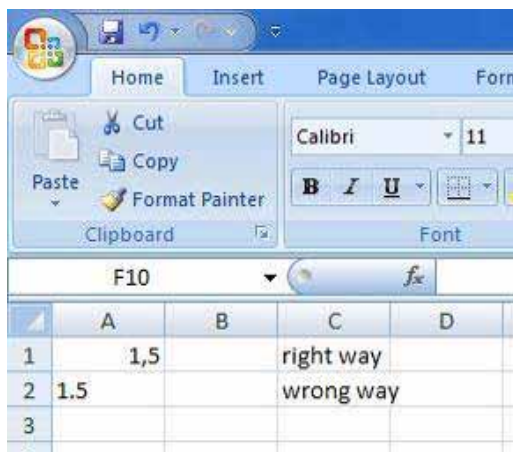 Home Insert Page Layout
Cut
Calibri 11
Copy
Paste
B I U
Format Painter
Clipboard Font
F10 fx
A B C D
1 1,5 right way
2 1.5 wrong way
3